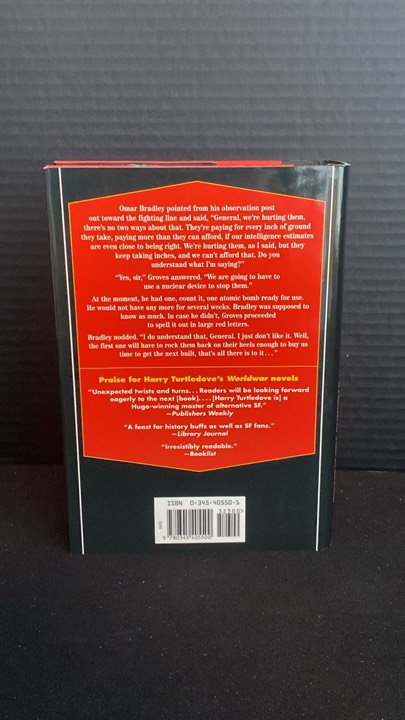 Omar Bradley pointed from his observation post
out toward the fighting line and said, “General, we're hurting them,
there's no two ways about that. They're paying for every inch of ground
they take, paying more than they can afford, if our intelligence estimates
are even close to being right. We're hurting them, as I said, but they
keep taking inches, and we can't afford that. Do you
understand what I'm saying?”
“Yes, sir,” Groves answered. “We are going to have to
use a nuclear device to stop them.”
At the moment, he had one, count it, one atomic bomb ready for use.
He would not have any more for several weeks. Bradley was supposed to
know as much. In case he didn't, Groves proceeded
to spell it out in large red letters.
Bradley nodded. “I do understand that, General. I just don't like it. Well,
the first one will have to rock them back on their heels enough to buy us
time to get the next built, that's all there is to it . . .”
Praise for Harry Turtledove's Worldwar novels
“Unexpected twists and turns. . . Readers will be looking forward
eagerly to the next [book]. . . . [Harry Turtledove is] a
Hugo-winning master of alternative SF.”
—Publishers Weekly
“A feast for history buffs as well as SF fans.”
—Library Journal
“Irresistibly readable.”
—Booklist
ISBN 0-345-40550-1
52300>
9 780345 405500